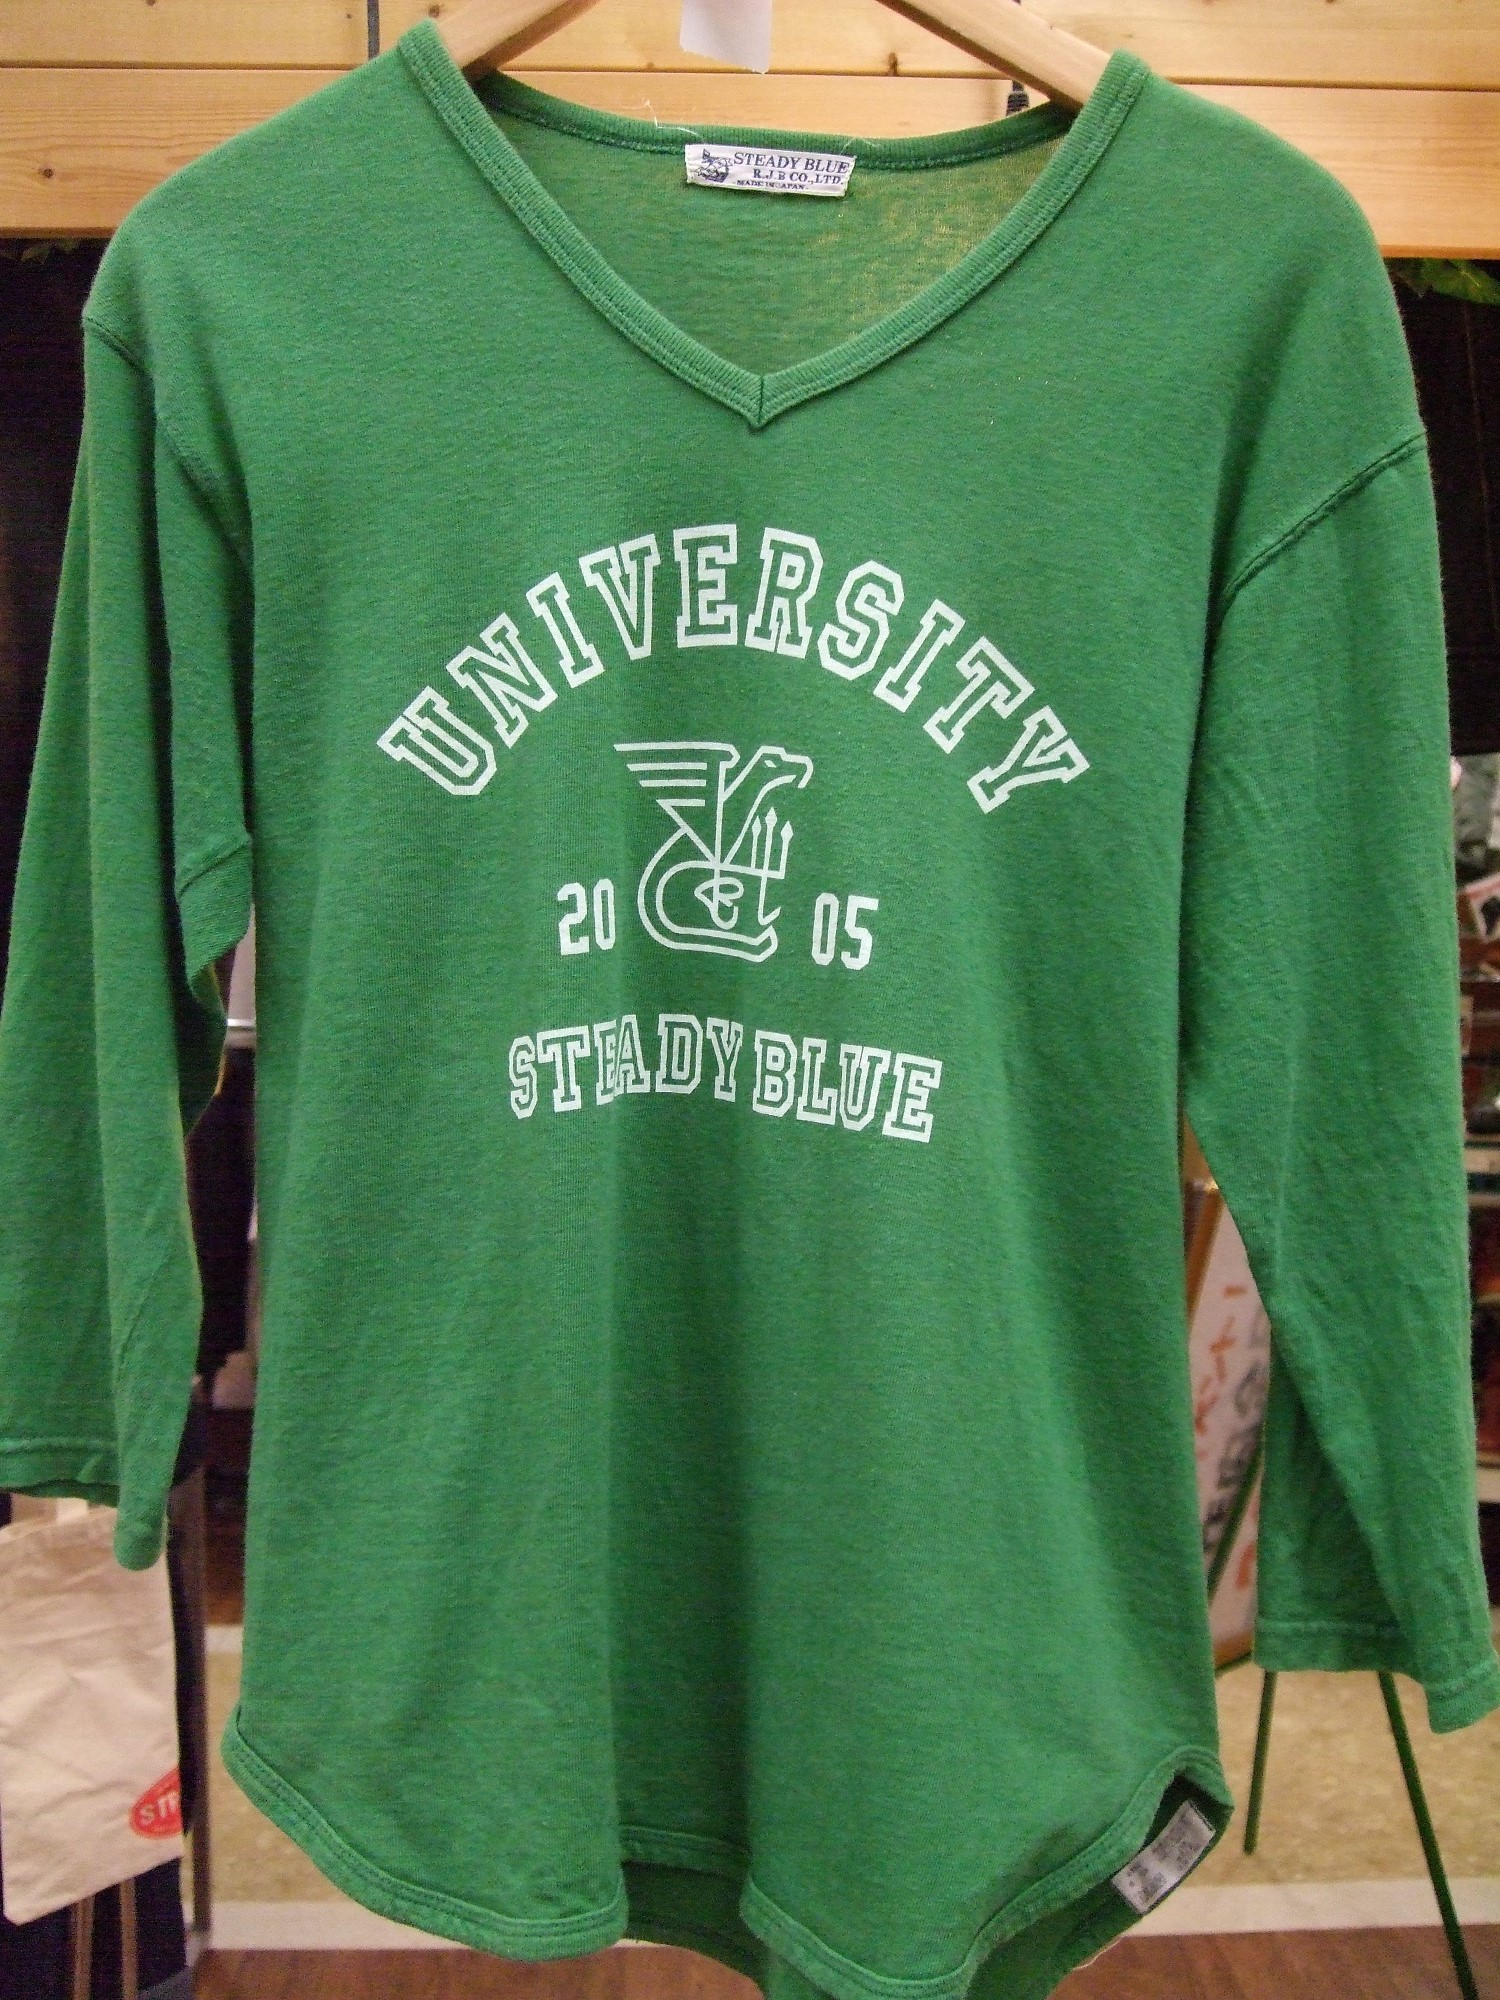 STEADY BLUE
R.J.B CO.,LTD.
MADE IN JAPAN
UNIVERSITY
20 05
STEADY BLUE